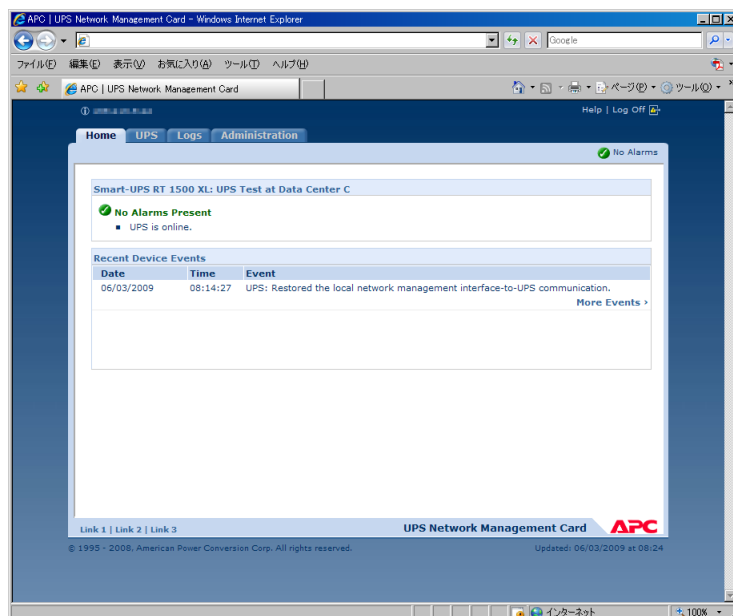 APC | UPS Network Management Card - Windows Internet Explorer
Google
ファイル(F) 編集(E) 表示(V) お気に入り(A) ツール(T) ヘルプ(H)
APC | UPS Network Management Card
ページ(P) ツール(O)
Help | Log Off
Home UPS Logs Administration
No Alarms
Smart-UPS RT 1500 XL: UPS Test at Data Center C
No Alarms Present
UPS is online.
Recent Device Events
Date Time Event
06/03/2009 08:14:27 UPS: Restored the local network management interface-to-UPS communication.
More Events ›
Link 1 | Link 2 | Link 3
UPS Network Management Card APC
© 1995 - 2008, American Power Conversion Corp. All rights reserved.
Updated: 06/03/2009 at 08:24
インターネット
100%